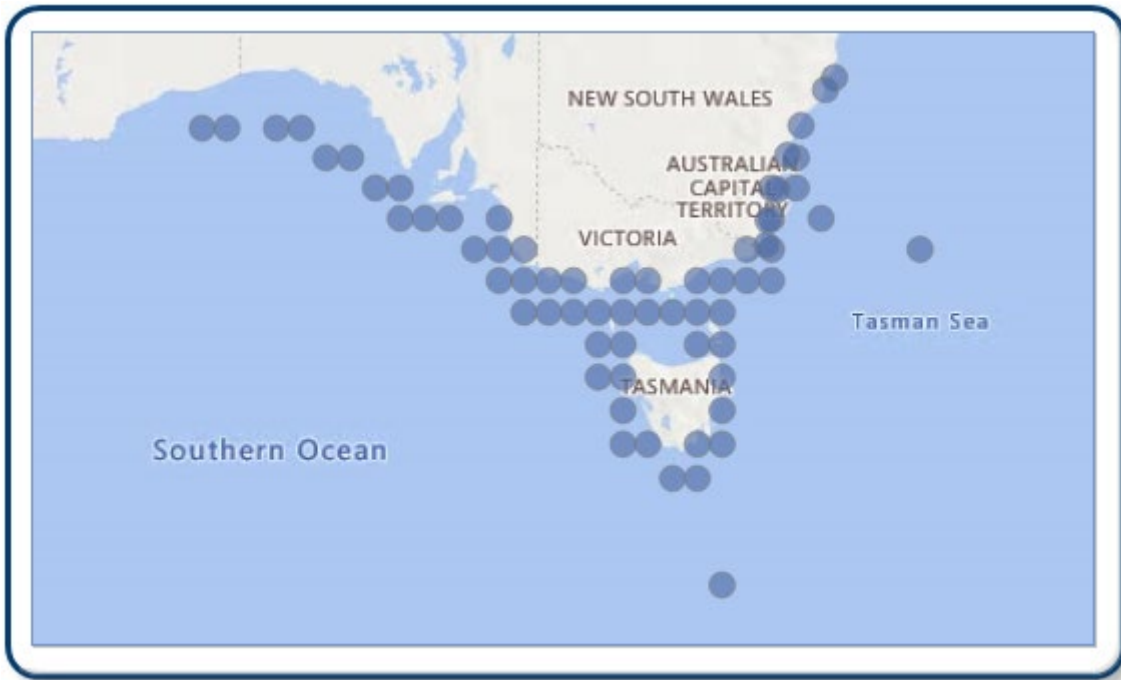 NEW SOUTH WALES
AUSTRALIAN
CAPITAL
TERRITORY
VICTORIA
Tasman Sea
TASMANIA
Southern Ocean